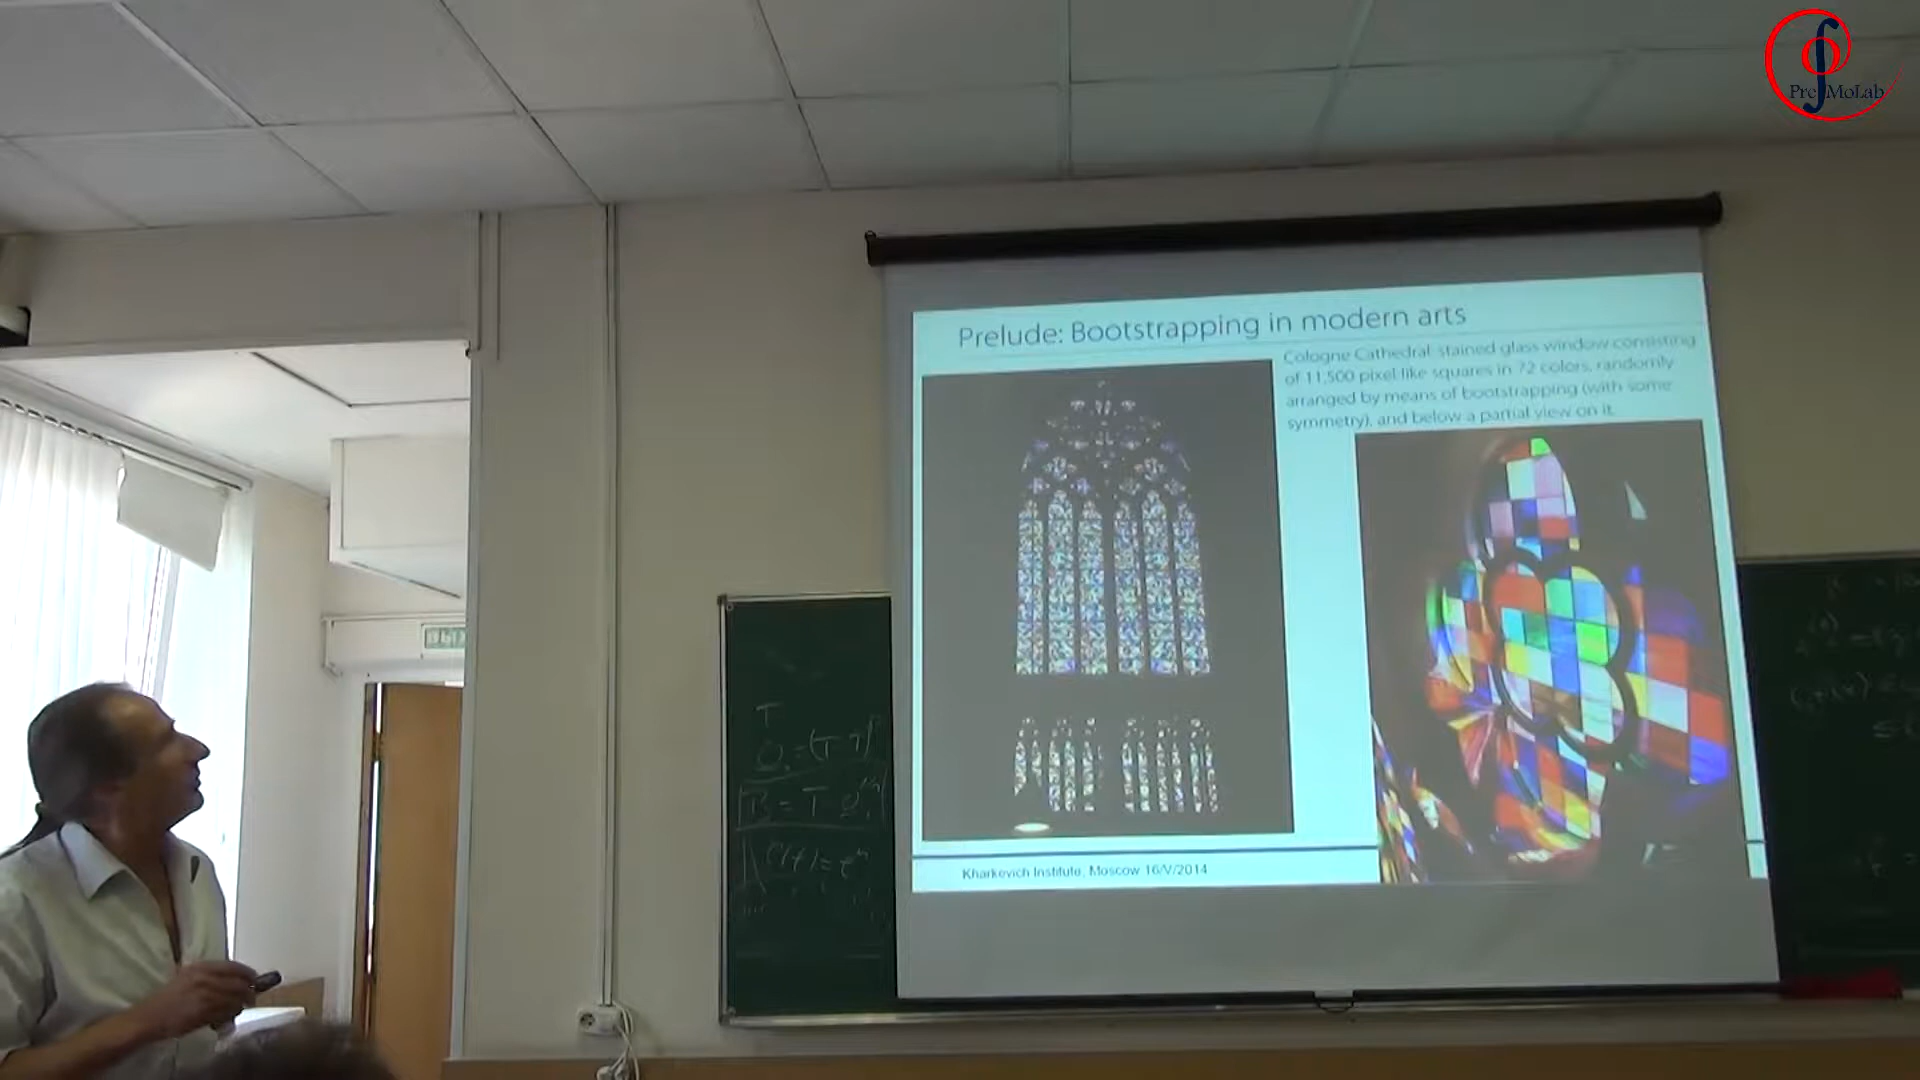 PreMoLab
Prelude: Bootstrapping in modern arts
Cologne Cathedral: stained glass window consisting
of 11,500 pixel like squares in 72 colors, randomly
arranged by means of bootstrapping (with some
symmetry), and below a partial view on it.
Kharkevich Institute, Moscow 16/V/2014
T